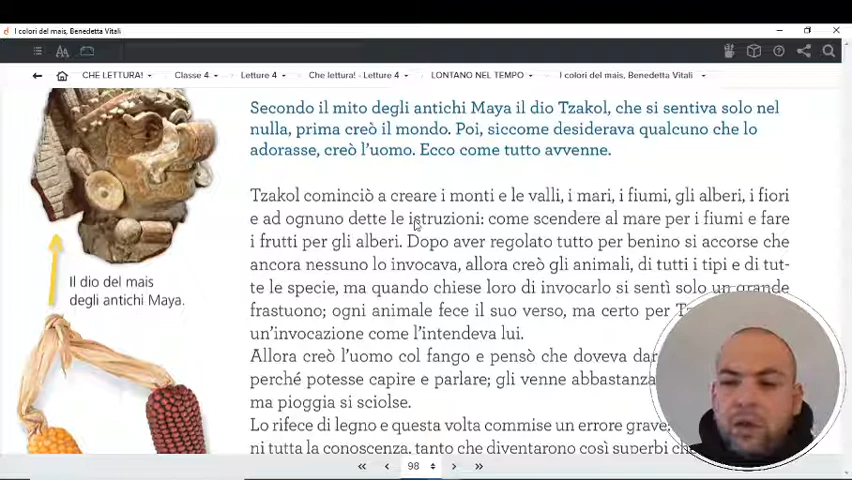 I colori del mais, Benedetta Vitali
CHE LETTURA!
Classe 4
Letture 4
Che lettura! - Letture 4
LONTANO NEL TEMPO
I colori del mais, Benedetta Vitali
Secondo il mito degli antichi Maya il dio Tzakol, che si sentiva solo nel
nulla, prima creò il mondo. Poi, siccome desiderava qualcuno che lo
adorasse, creò l'uomo. Ecco come tutto avvenne.
Tzakol cominciò a creare i monti e le valli, i mari, i fiumi, gli alberi, i fiori
e ad ognuno dette le istruzioni: come scendere al mare per i fiumi e fare
i frutti per gli alberi. Dopo aver regolato tutto per benino si accorse che
ancora nessuno lo invocava, allora creò gli animali, di tutti i tipi e di tut-
te le specie, ma quando chiese loro di invocarlo si sentì solo un grande
frastuono; ogni animale fece il suo verso, ma certo per
un'invocazione come l'intendeva lui.
Allora creò l'uomo col fango e pensò che doveva
perché potesse capire e parlare; gli venne
ma pioggia si sciolse.
Lo rifece di legno e questa volta commise un errore grave:
ni tutta la conoscenza, tanto che diventarono così superbi
Il dio del mais
degli antichi Maya.
98